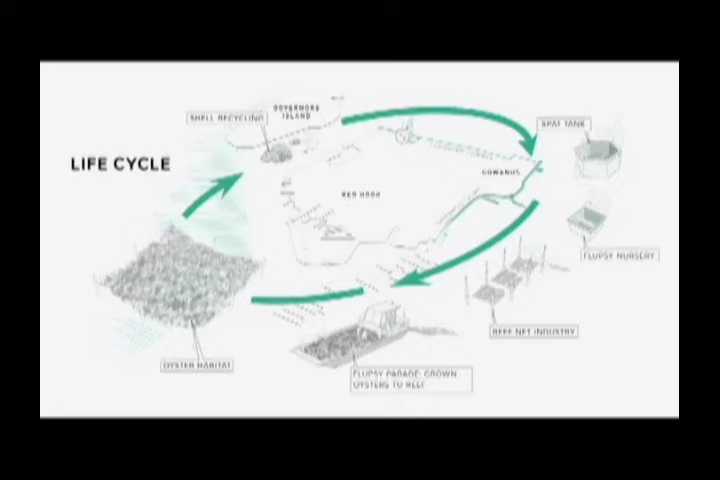 GOVERNORS
ISLAND
SHELL RECYCLING
SPAT TANK
LIFE CYCLE
GOWANUS
RED HOOK
FLUPSY NURSERY
REEF NET INDUSTRY
OYSTER HABITAT
FLUPSY PARADE: GROWN
OYSTERS TO REEF